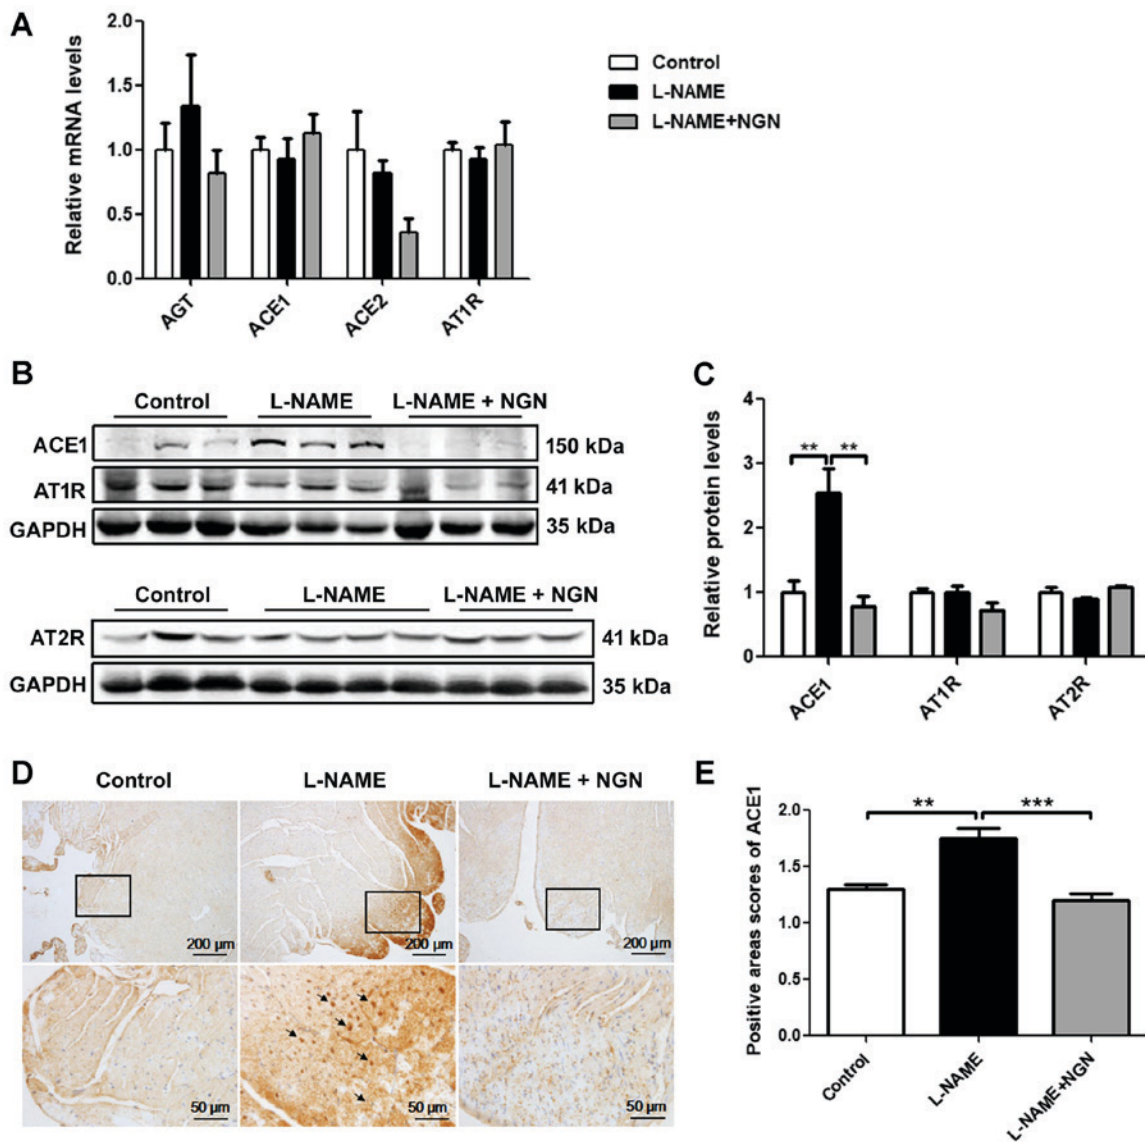 A
Relative mRNA levels
2.0
1.5
1.0
0.5
0.0
AGT
ACE1
ACE2
AT1R
Control
L-NAME
L-NAME+NGN
B
Control
L-NAME
L-NAME + NGN
ACE1
150 kDa
AT1R
41 kDa
GAPDH
35 kDa
Control
L-NAME
L-NAME + NGN
AT2R
41 kDa
GAPDH
35 kDa
C
Relative protein levels
4
3
2
1
0
** **
ACE1
AT1R
AT2R
D
Control
L-NAME
L-NAME + NGN
200 µm
200 µm
200 µm
50 µm
50 µm
50 µm
E
Positive areas scores of ACE1
2.0
1.5
1.0
0.5
0.0
** ***
Control
L-NAME
L-NAME+NGN